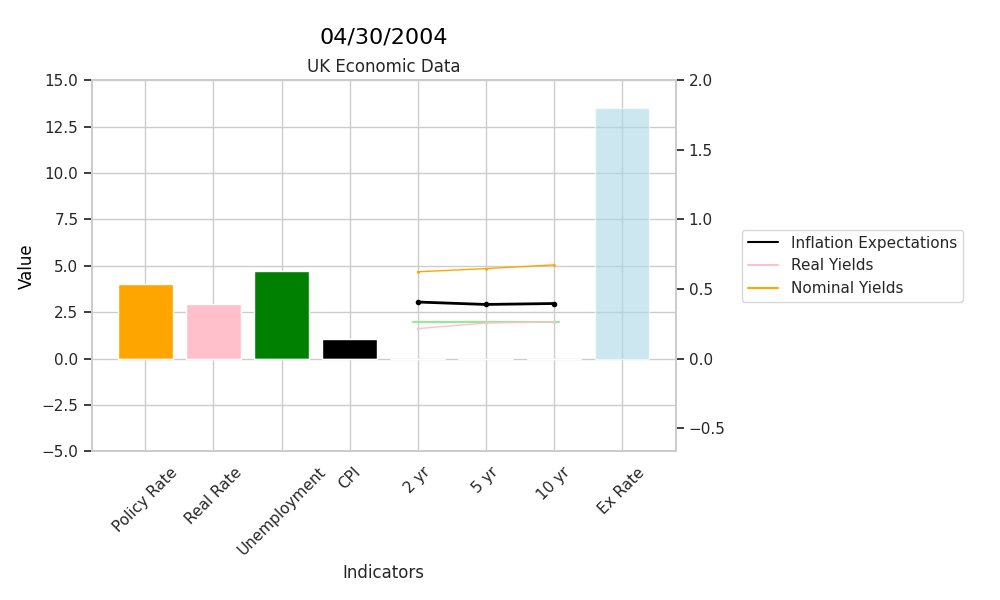 04/30/2004
UK Economic Data
15.0
12.5
10.0
7.5
5.0
2.5
0.0
−2.5
−5.0
Value
2.0
1.5
1.0
0.5
0.0
−0.5
Inflation Expectations
Real Yields
Nominal Yields
Policy Rate
Real Rate
Unemployment
CPI
2 yr
5 yr
10 yr
Ex Rate
Indicators